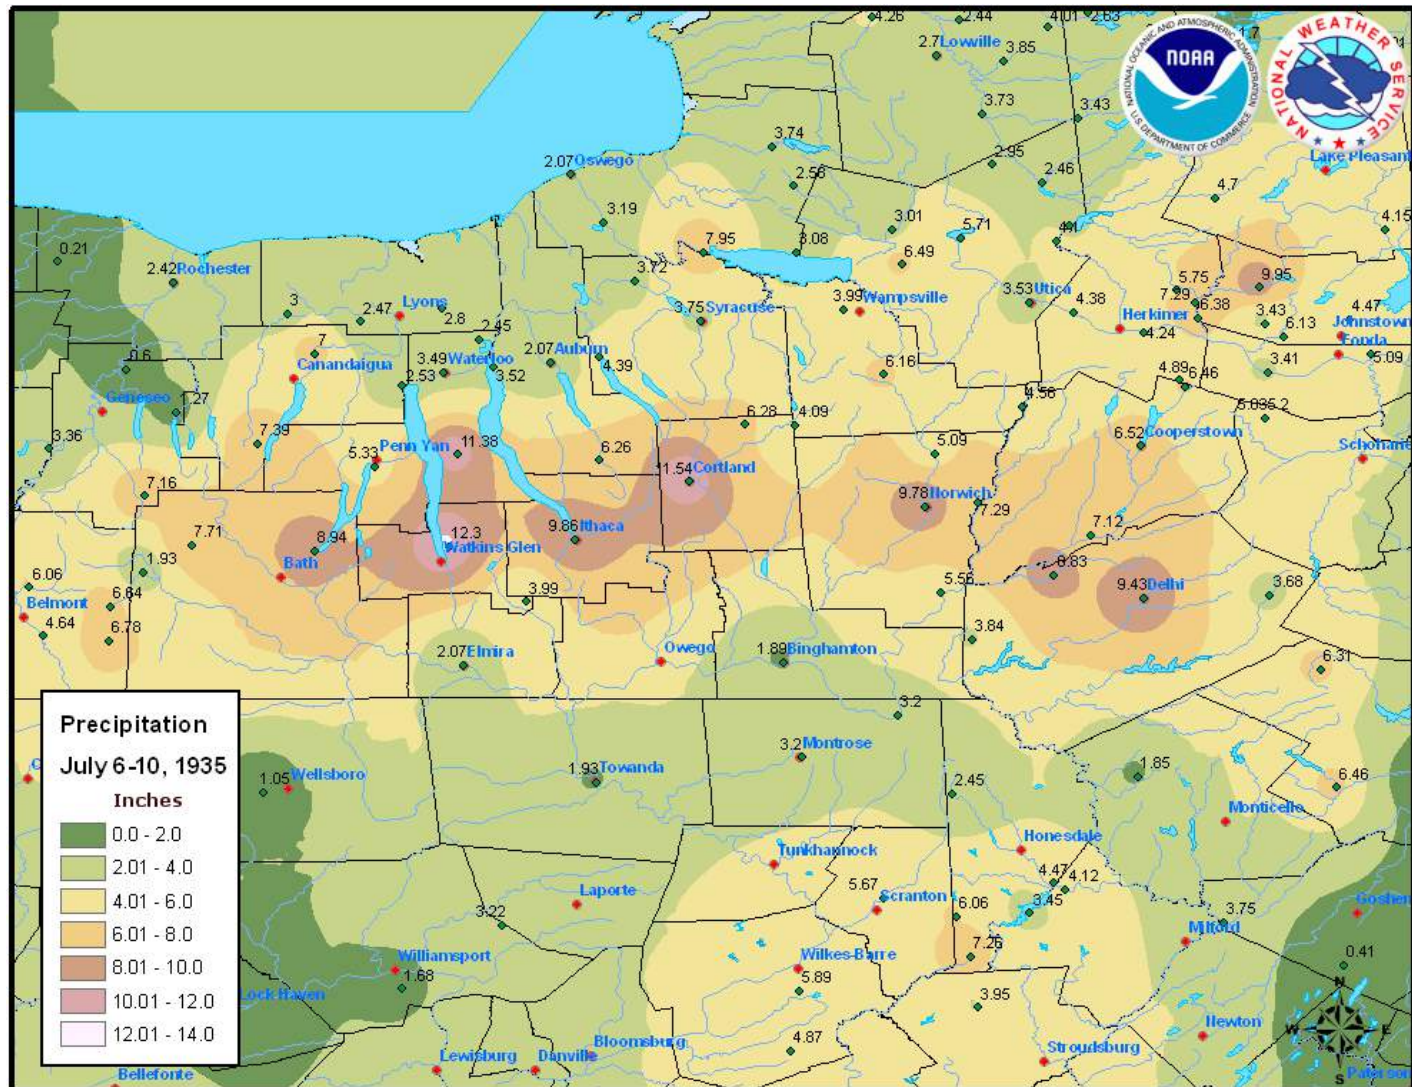 4.26
2.44
4.01
2.63
1.7
2.7
Lowville
3.85
NATIONAL OCEANIC AND ATMOSPHERIC ADMINISTRATION
NOAA
U.S. DEPARTMENT OF COMMERCE
NATIONAL WEATHER SERVICE
3.73
3.43
3.74
2.95
2.07 Oswego
2.58
2.46
Lake Pleasant
4.7
3.19
3.01
5.71
4.1
4.15
0.21
7.95
3.08
6.49
2.42 Rochester
3.72
5.75
9.95
3
2.47
Lyons
2.8
3.75 Syracuse
3.99 Wampsville
3.53 Utica
4.38
Herkimer
7.29
6.38
3.43
4.47
Johnstown
4.24
6.13
Fonda
7
2.45
Canandaigua
3.49 Waterloo
2.07 Auburn
4.39
6.16
3.41
5.09
0.6
2.53
3.52
4.89
6.46
Geneseo
1.27
6.28
4.09
4.56
5.2
3.36
7.39
Penn Yan
11.38
5.33
6.26
Cortland
5.09
6.52 Cooperstown
Schoharie
7.16
9.78 Norwich
7.29
7.71
8.94
12.3
9.86 Ithaca
7.12
1.93
Bath
Watkins Glen
9.43 Delhi
3.68
6.06
Belmont
3.99
5.56
4.64
6.78
3.84
2.07 Elmira
Owego
1.89 Binghamton
6.31
Precipitation
July 6-10, 1935
Inches
0.0 - 2.0
2.01 - 4.0
4.01 - 6.0
6.01 - 8.0
8.01 - 10.0
10.01 - 12.0
12.01 - 14.0
3.2
3.2 Montrose
1.05 Wellsboro
1.93 Towanda
2.45
1.85
6.46
Monticello
Honesdale
Tunkhannock
4.47
4.12
5.67
Scranton
Laporte
3.22
6.06
3.45
3.75
Goshen
Milford
Williamsport
1.68
Wilkes-Barre
7.26
0.41
Lock Haven
5.89
3.95
N
W
E
S
Newton
4.87
Bloomsburg
Stroudsburg
Lewisburg
Danville
Bellefonte
Paterson